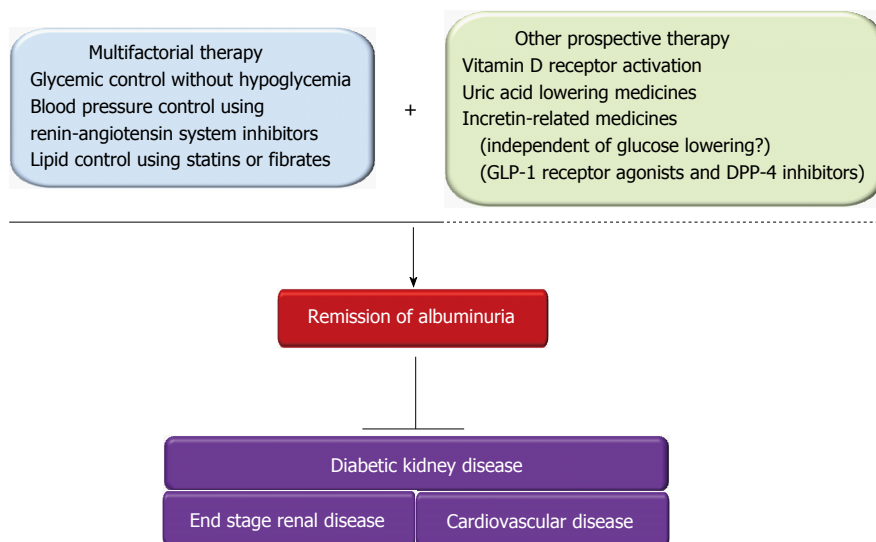 Multifactorial therapy
Glycemic control without hypoglycemia
Blood pressure control using
renin-angiotensin system inhibitors
Lipid control using statins or fibrates
+
Other prospective therapy
Vitamin D receptor activation
Uric acid lowering medicines
Incretin-related medicines
(independent of glucose lowering?)
(GLP-1 receptor agonists and DPP-4 inhibitors)
Remission of albuminuria
Diabetic kidney disease
End stage renal disease
Cardiovascular disease